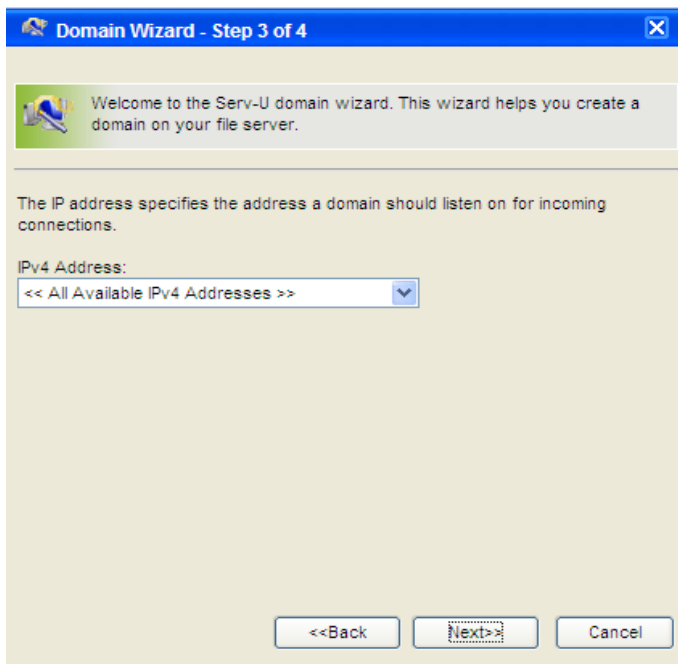 Domain Wizard - Step 3 of 4
Welcome to the Serv-U domain wizard. This wizard helps you create a
domain on your file server.
The IP address specifies the address a domain should listen on for incoming
connections.
IPv4 Address:
<< All Available IPv4 Addresses >>
<<Back Next>> Cancel